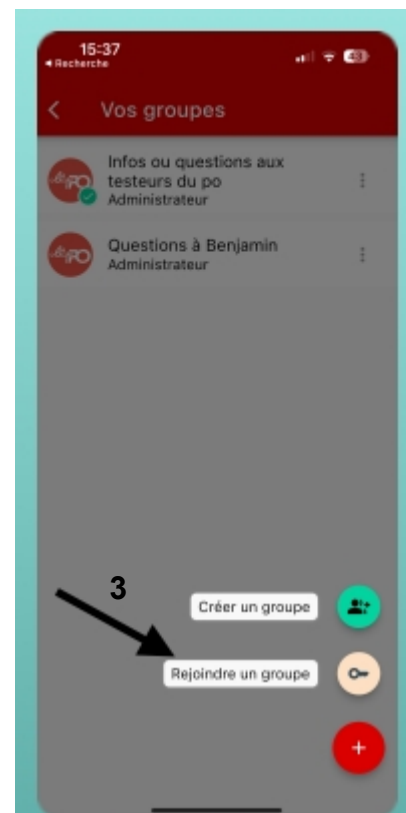 15:37
◀ Recherche
43
Vos groupes
Infos ou questions aux
testeurs du po
Administrateur
Questions à Benjamin
Administrateur
3
Créer un groupe
Rejoindre un groupe
+